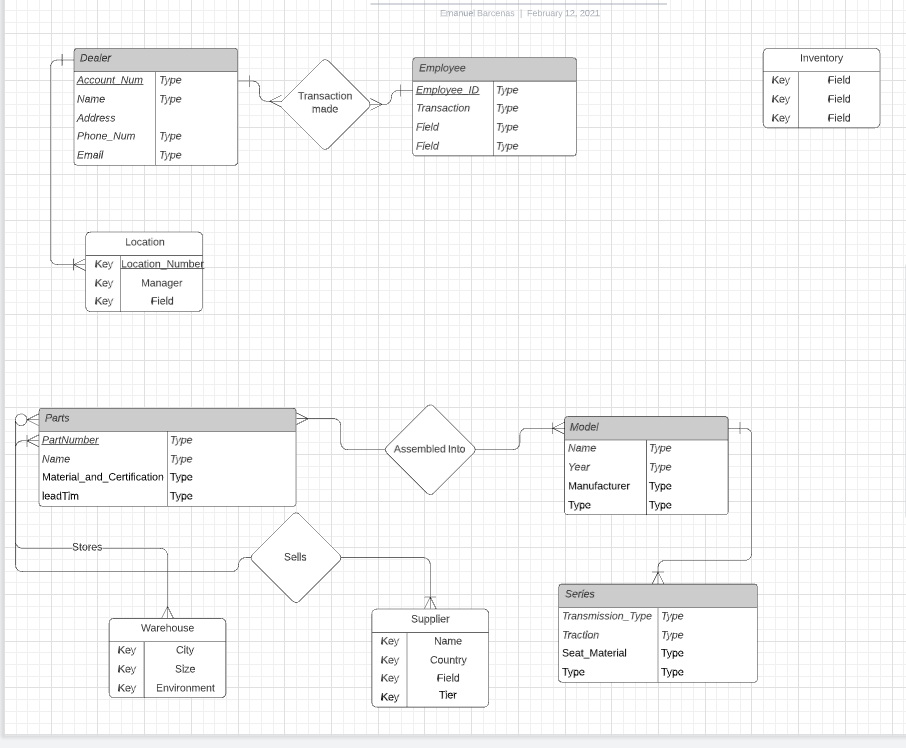 Emanuel Barcenas | February 12, 2021
Dealer
Account_Num Type
Name Type
Address
Phone_Num Type
Email Type
Transaction
made
Employee
Employee_ID Type
Transaction Type
Field Type
Field Type
Inventory
Key Field
Key Field
Key Field
Location
Key Location_Number
Key Manager
Key Field
Parts
PartNumber Type
Name Type
Material_and_Certification Type
leadTim Type
Assembled Into
Model
Name Type
Year Type
Manufacturer Type
Type Type
Stores
Sells
Series
Transmission_Type Type
Traction Type
Seat_Material Type
Type Type
Warehouse
Key City
Key Size
Key Environment
Supplier
Key Name
Key Country
Key Field
Key Tier